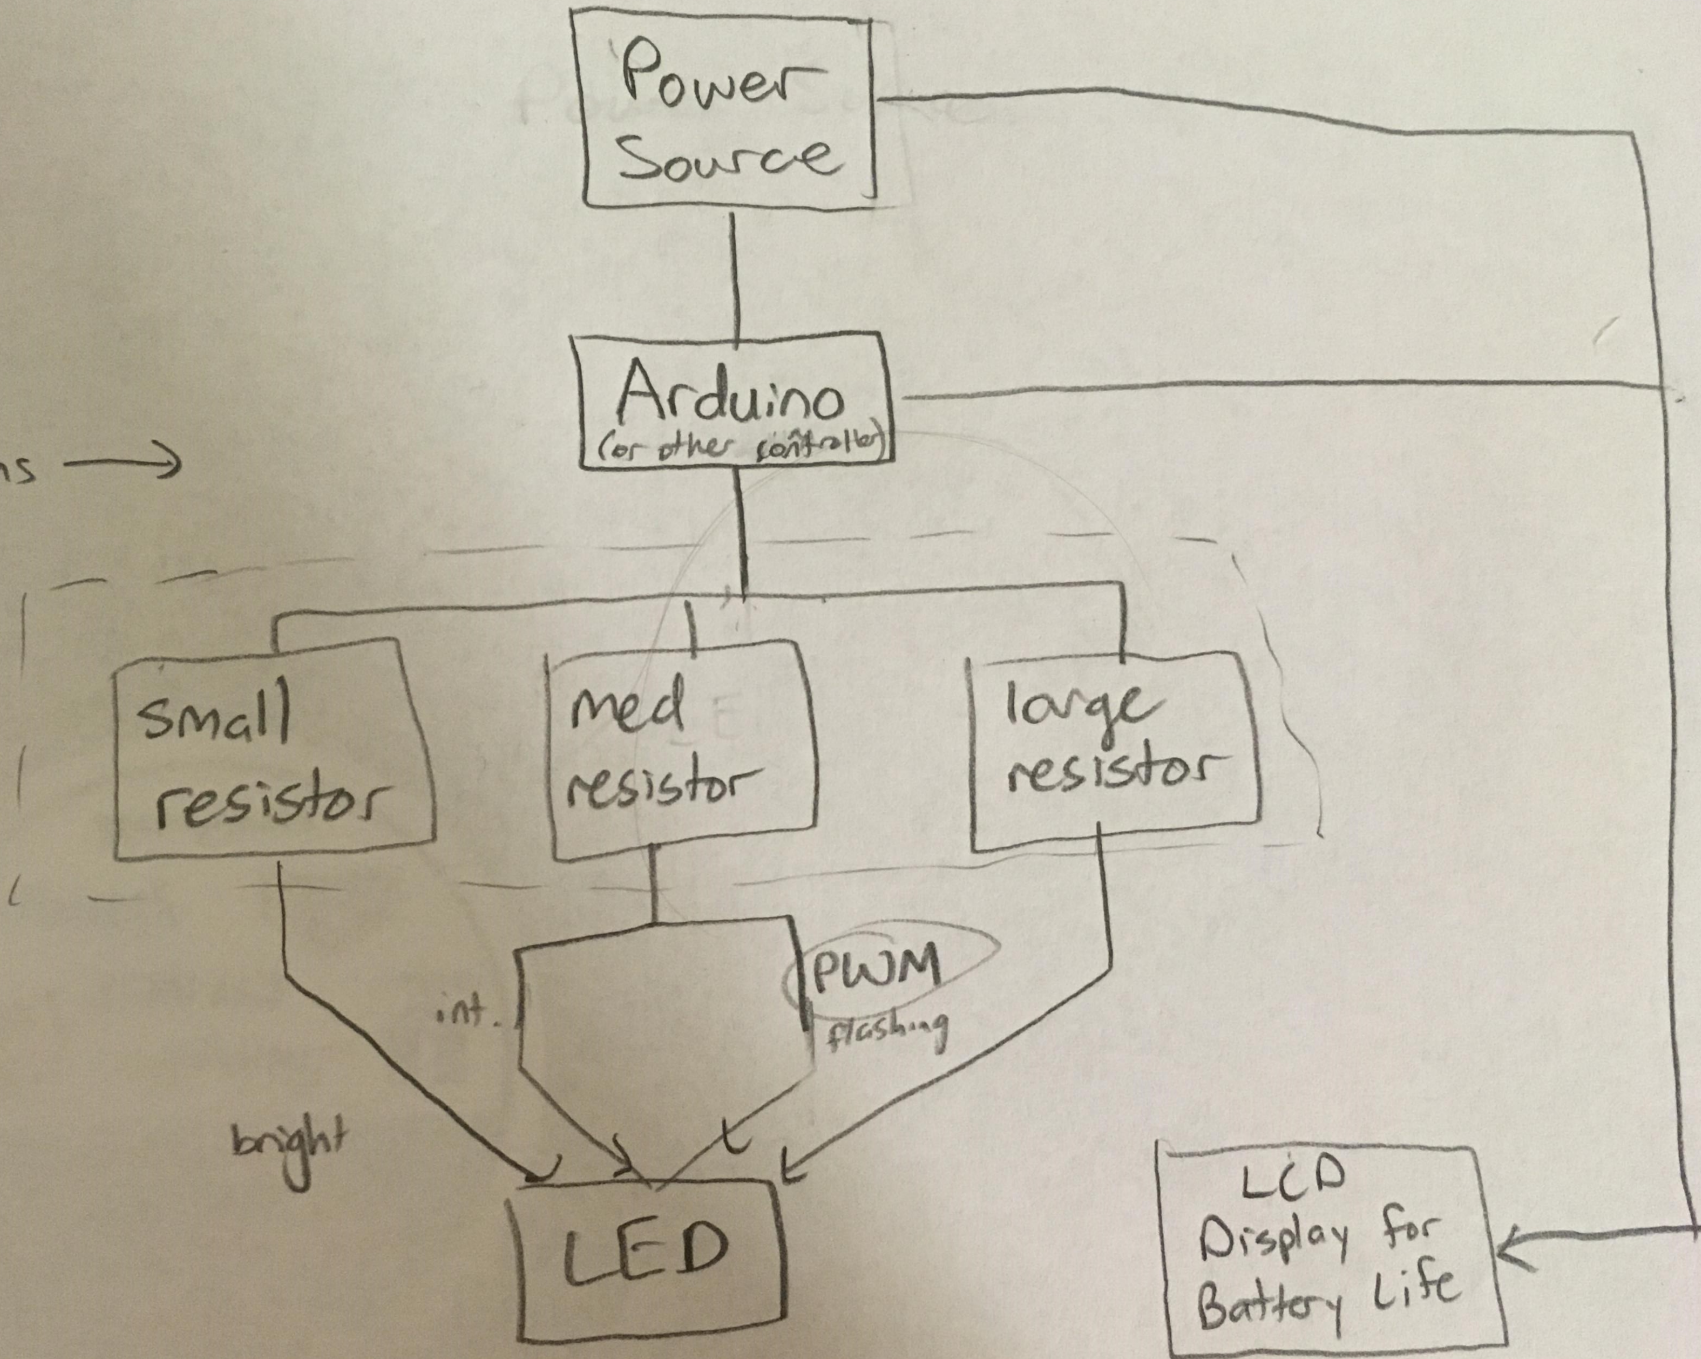 Power
Source
Arduino
(or other controller)
small
resistor
med
resistor
large
resistor
int.
PWM
flashing
bright
LED
LCD
Display for
Battery Life